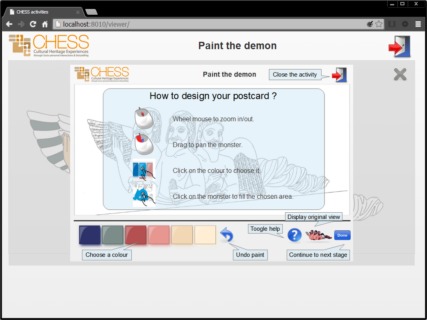 CHESS activities
localhost:8010/viewer/
CHESS
Cultural Heritage Experiences
Paint the demon
CHESS
Cultural Heritage Experiences
Paint the demon
Close the activity
How to design your postcard ?
Wheel mouse to zoom in/out.
Drag to pan the monster.
Click on the colour to choose it.
Click on the monster to fill the chosen area.
Display original view
Toogle help
?
Done
Choose a colour
Undo paint
Continue to next stage